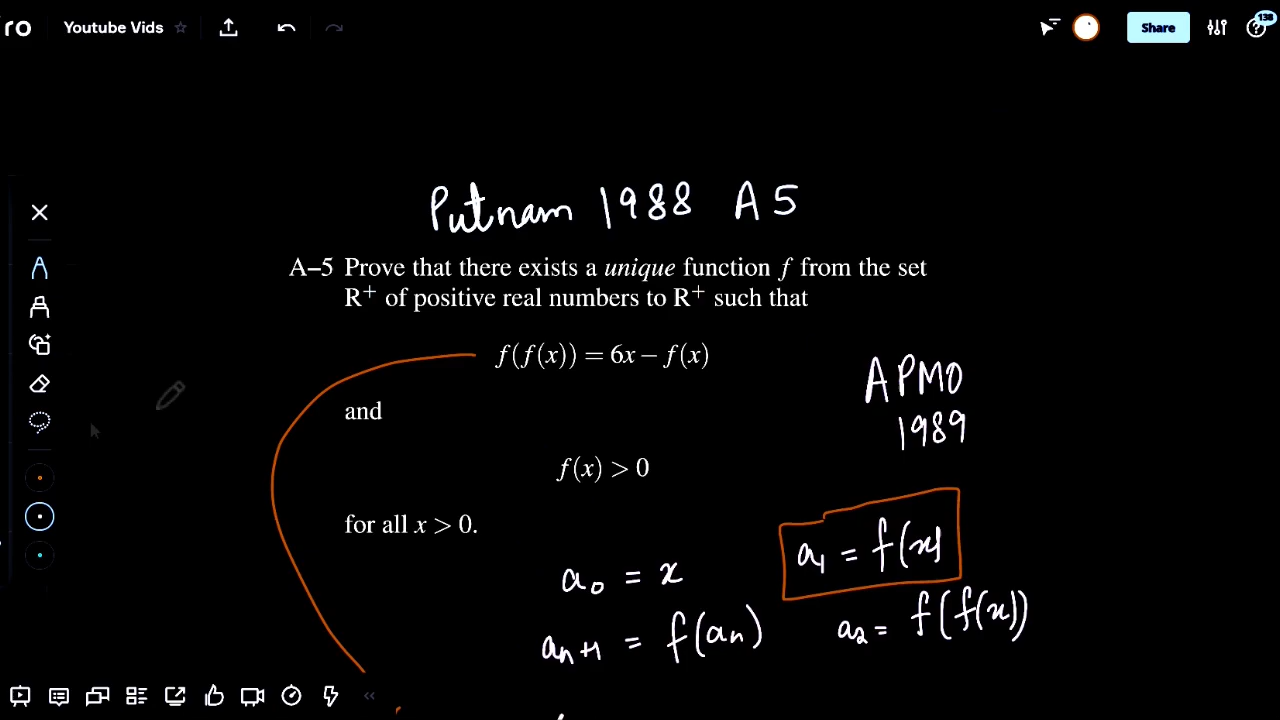 ro
Youtube Vids
Share
138
Putnam 1988 A5
A–5 Prove that there exists a unique function f from the set
R⁺ of positive real numbers to R⁺ such that
f(f(x)) = 6x − f(x)
and
APMO
1989
f(x) > 0
for all x > 0.
a₁ = f(x)
a₀ = x
aₙ₊₁ = f(aₙ)
a₂ = f(f(x))